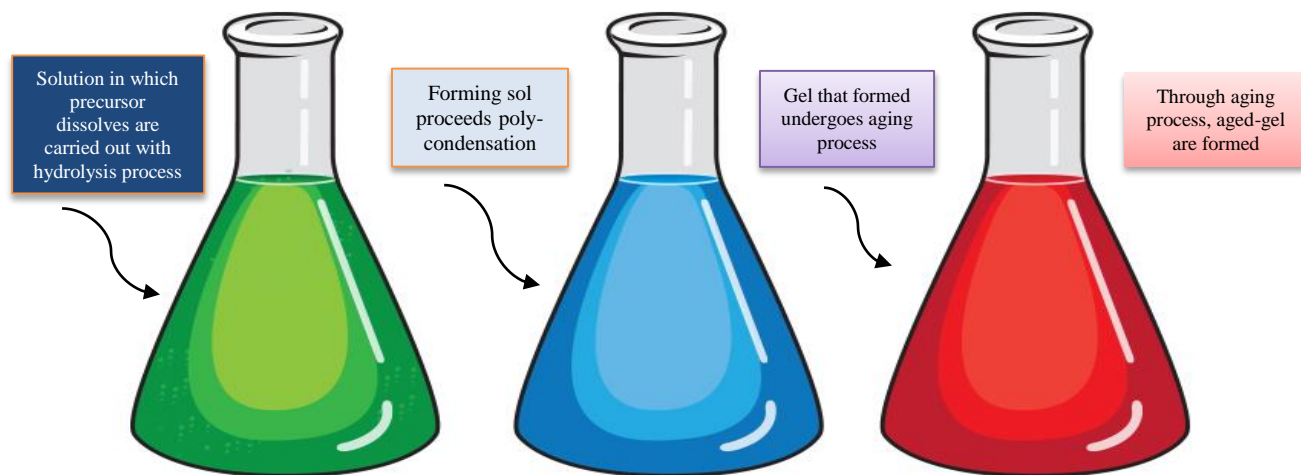 Solution in which
precursor
dissolves are
carried out with
hydrolysis process
Forming sol
proceeds poly-
condensation
Gel that formed
undergoes aging
process
Through aging
process, aged-gel
are formed